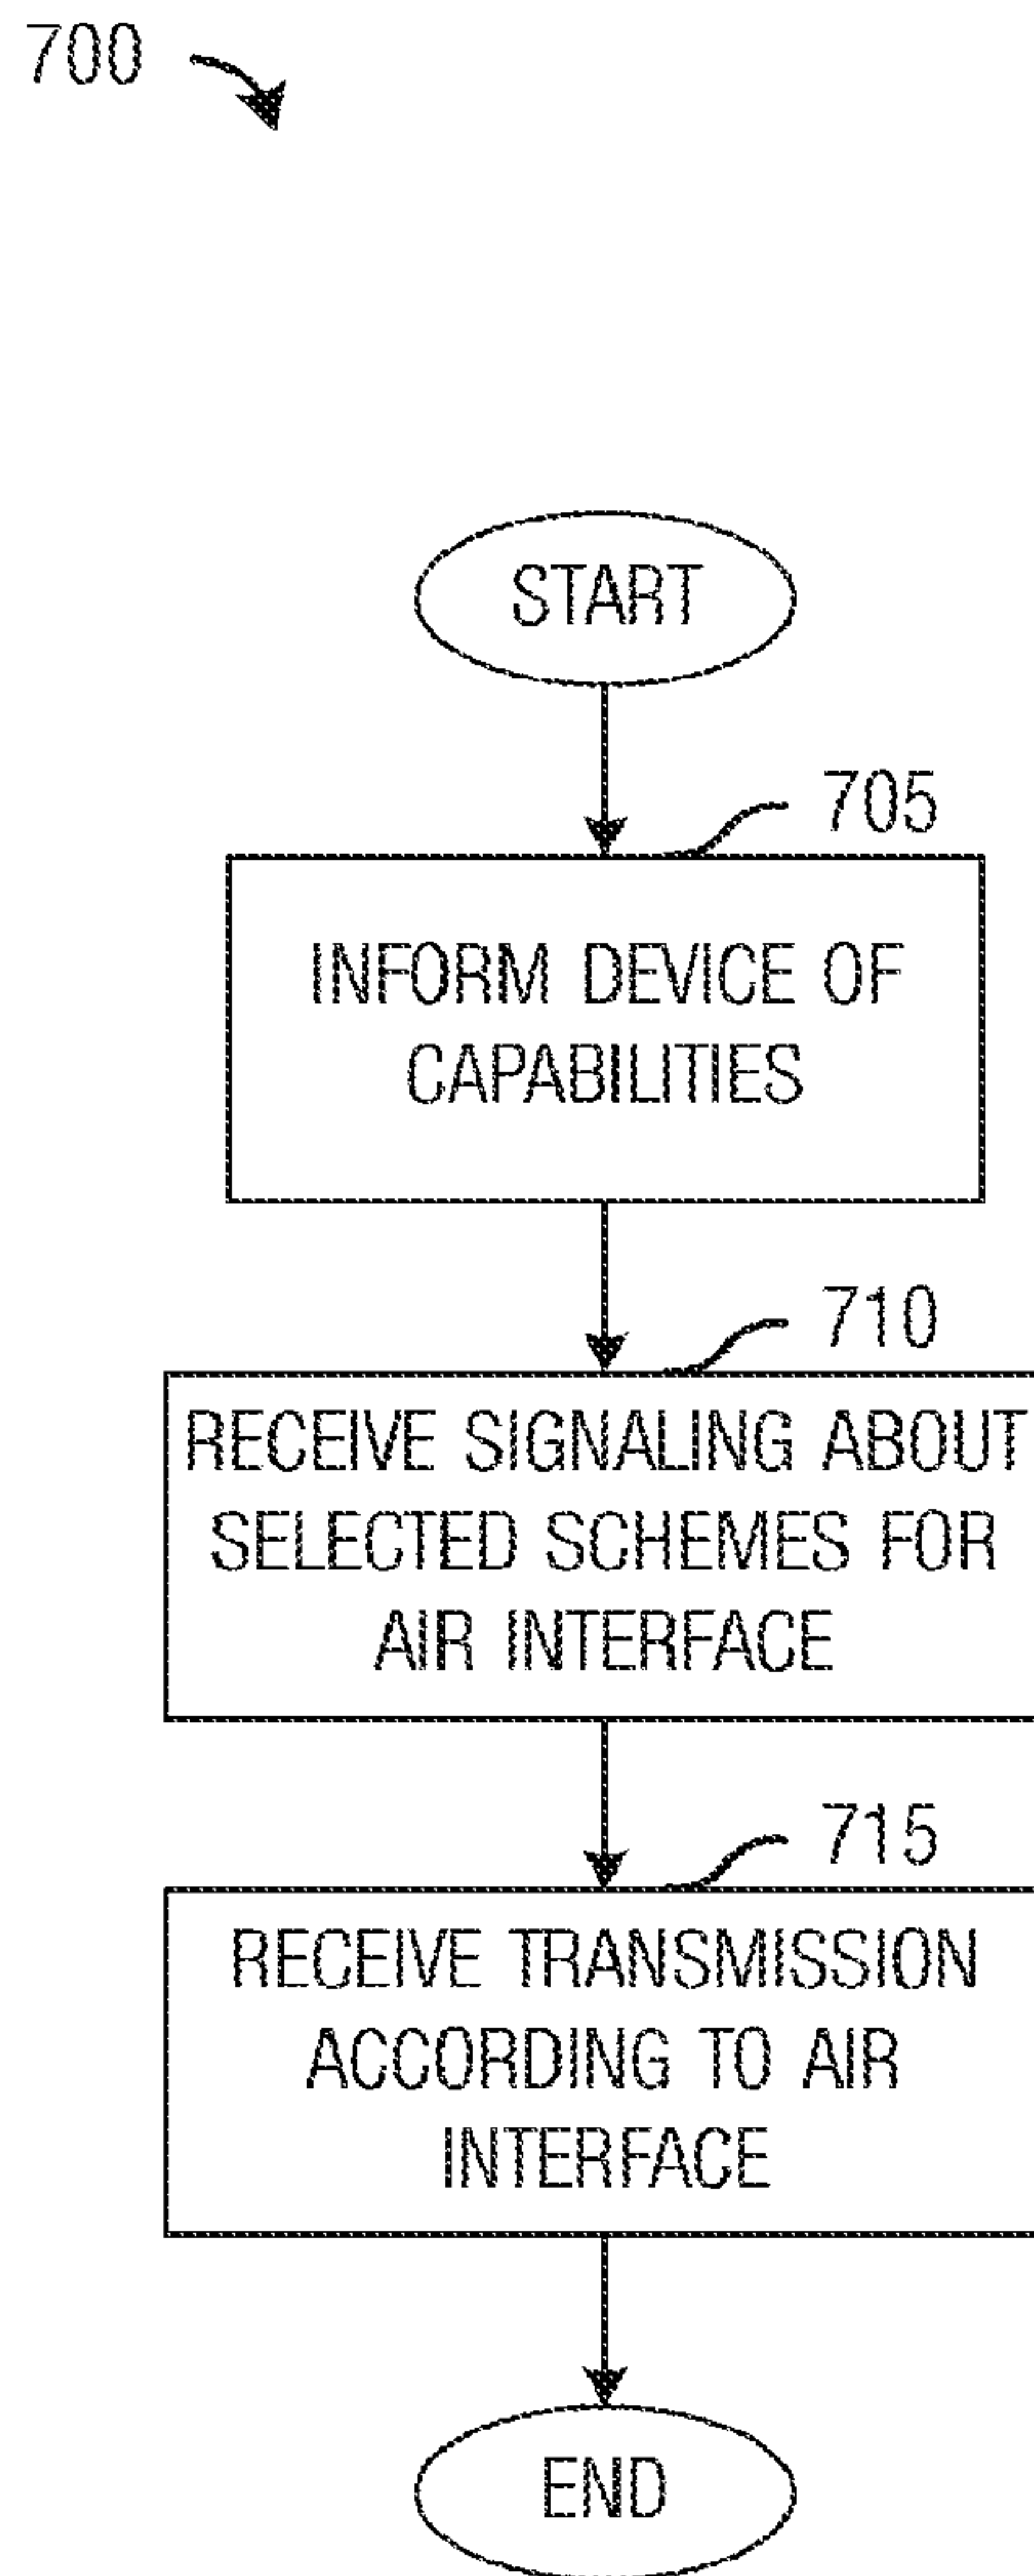 700
START
705
INFORM DEVICE OF
CAPABILITIES
710
RECEIVE SIGNALING ABOUT
SELECTED SCHEMES FOR
AIR INTERFACE
715
RECEIVE TRANSMISSION
ACCORDING TO AIR
INTERFACE
END